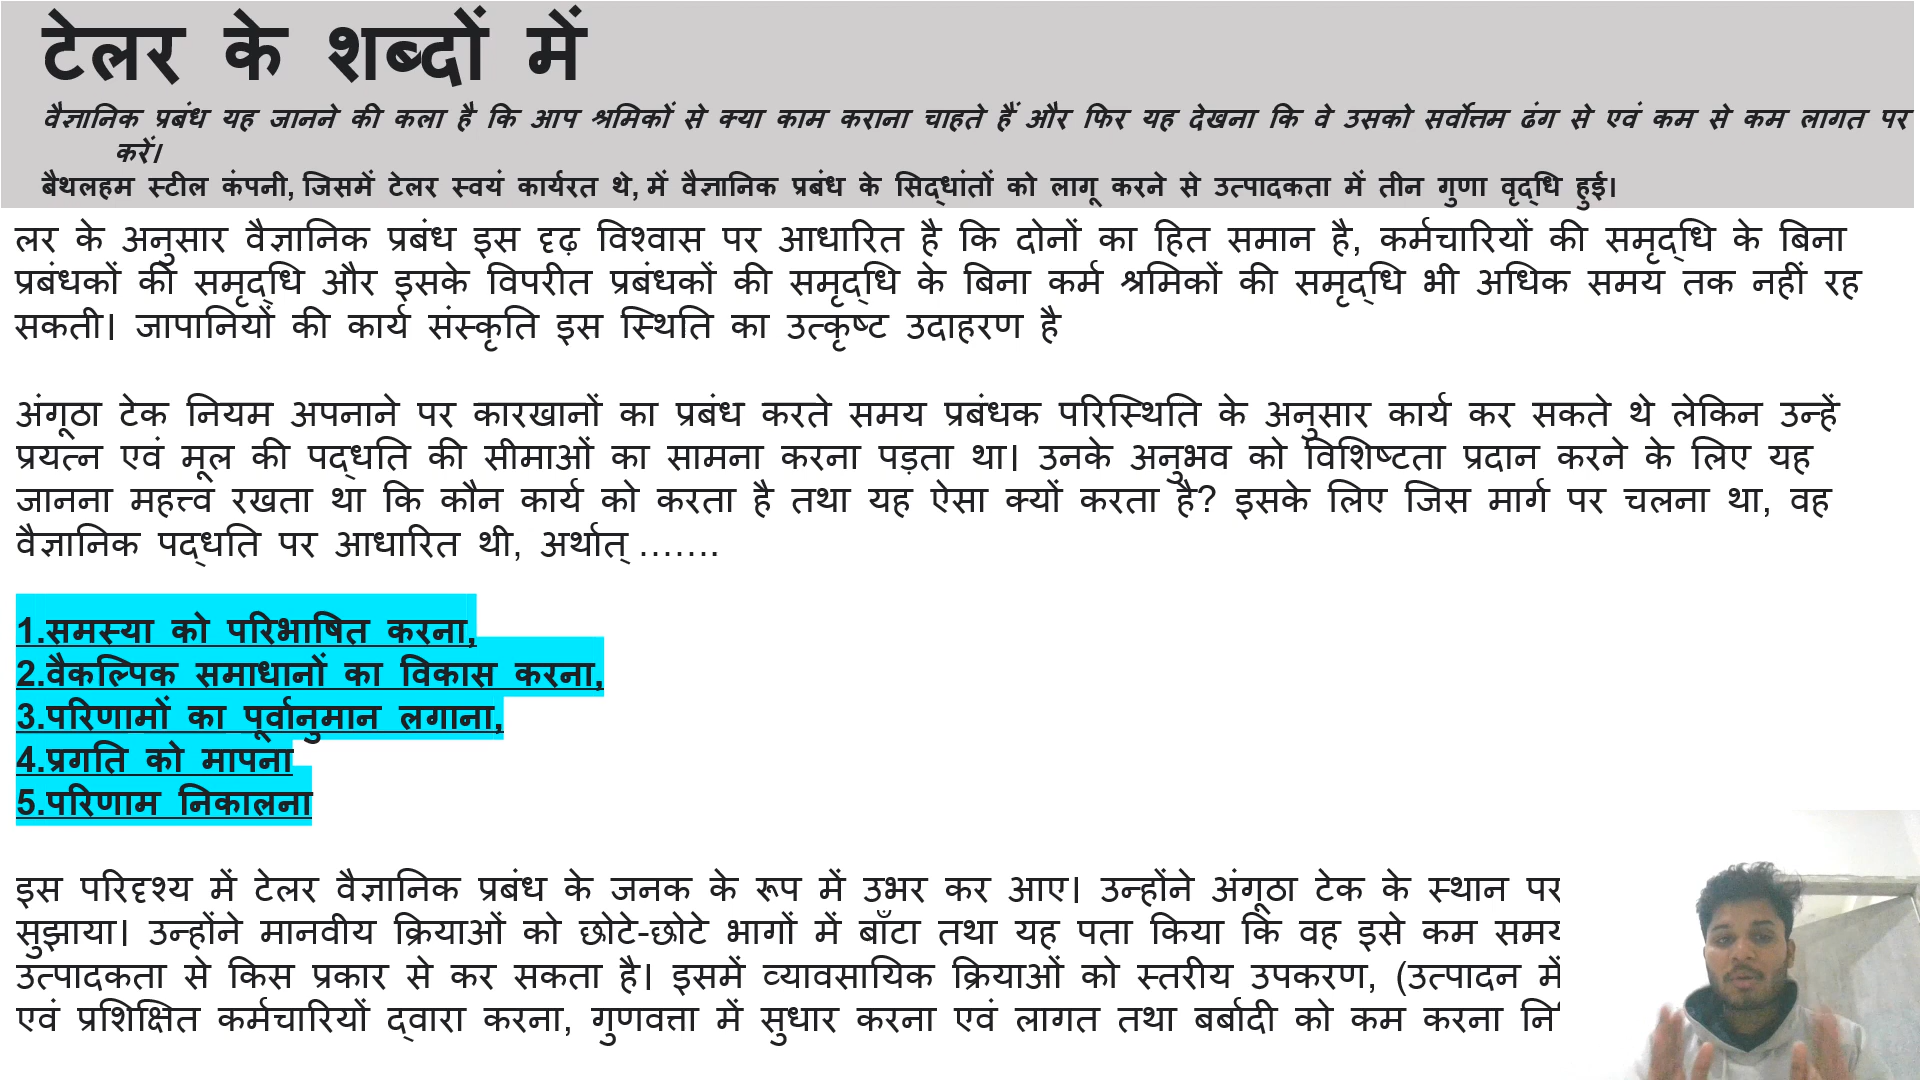 टेलर के शब्दों में
वैज्ञानिक प्रबंध यह जानने की कला है कि आप श्रमिकों से क्या काम कराना चाहते हैं और फिर यह देखना कि वे उसको सर्वोत्तम ढंग से एवं कम से कम लागत पर
करें।
बैथलहम स्टील कंपनी, जिसमें टेलर स्वयं कार्यरत थे, में वैज्ञानिक प्रबंध के सिद्धांतों को लागू करने से उत्पादकता में तीन गुणा वृद्धि हुई।
लर के अनुसार वैज्ञानिक प्रबंध इस दृढ़ विश्वास पर आधारित है कि दोनों का हित समान है, कर्मचारियों की समृद्धि के बिना
प्रबंधकों की समृद्धि और इसके विपरीत प्रबंधकों की समृद्धि के बिना कर्म श्रमिकों की समृद्धि भी अधिक समय तक नहीं रह
सकती। जापानियों की कार्य संस्कृति इस स्थिति का उत्कृष्ट उदाहरण है
अंगूठा टेक नियम अपनाने पर कारखानों का प्रबंध करते समय प्रबंधक परिस्थिति के अनुसार कार्य कर सकते थे लेकिन उन्हें
प्रयत्न एवं मूल की पद्धति की सीमाओं का सामना करना पड़ता था। उनके अनुभव को विशिष्टता प्रदान करने के लिए यह
जानना महत्त्व रखता था कि कौन कार्य को करता है तथा यह ऐसा क्यों करता है? इसके लिए जिस मार्ग पर चलना था, वह
वैज्ञानिक पद्धति पर आधारित थी, अर्थात् .......
1.समस्या को परिभाषित करना,
2.वैकल्पिक समाधानों का विकास करना,
3.परिणामों का पूर्वानुमान लगाना,
4.प्रगति को मापना
5.परिणाम निकालना
इस परिदृश्य में टेलर वैज्ञानिक प्रबंध के जनक के रूप में उभर कर आए। उन्होंने अंगूठा टेक के स्थान पर
सुझाया। उन्होंने मानवीय क्रियाओं को छोटे-छोटे भागों में बाँटा तथा यह पता किया कि वह इसे कम समय
उत्पादकता से किस प्रकार से कर सकता है। इसमें व्यावसायिक क्रियाओं को स्तरीय उपकरण, (उत्पादन में
एवं प्रशिक्षित कर्मचारियों द्वारा करना, गुणवत्ता में सुधार करना एवं लागत तथा बर्बादी को कम करना